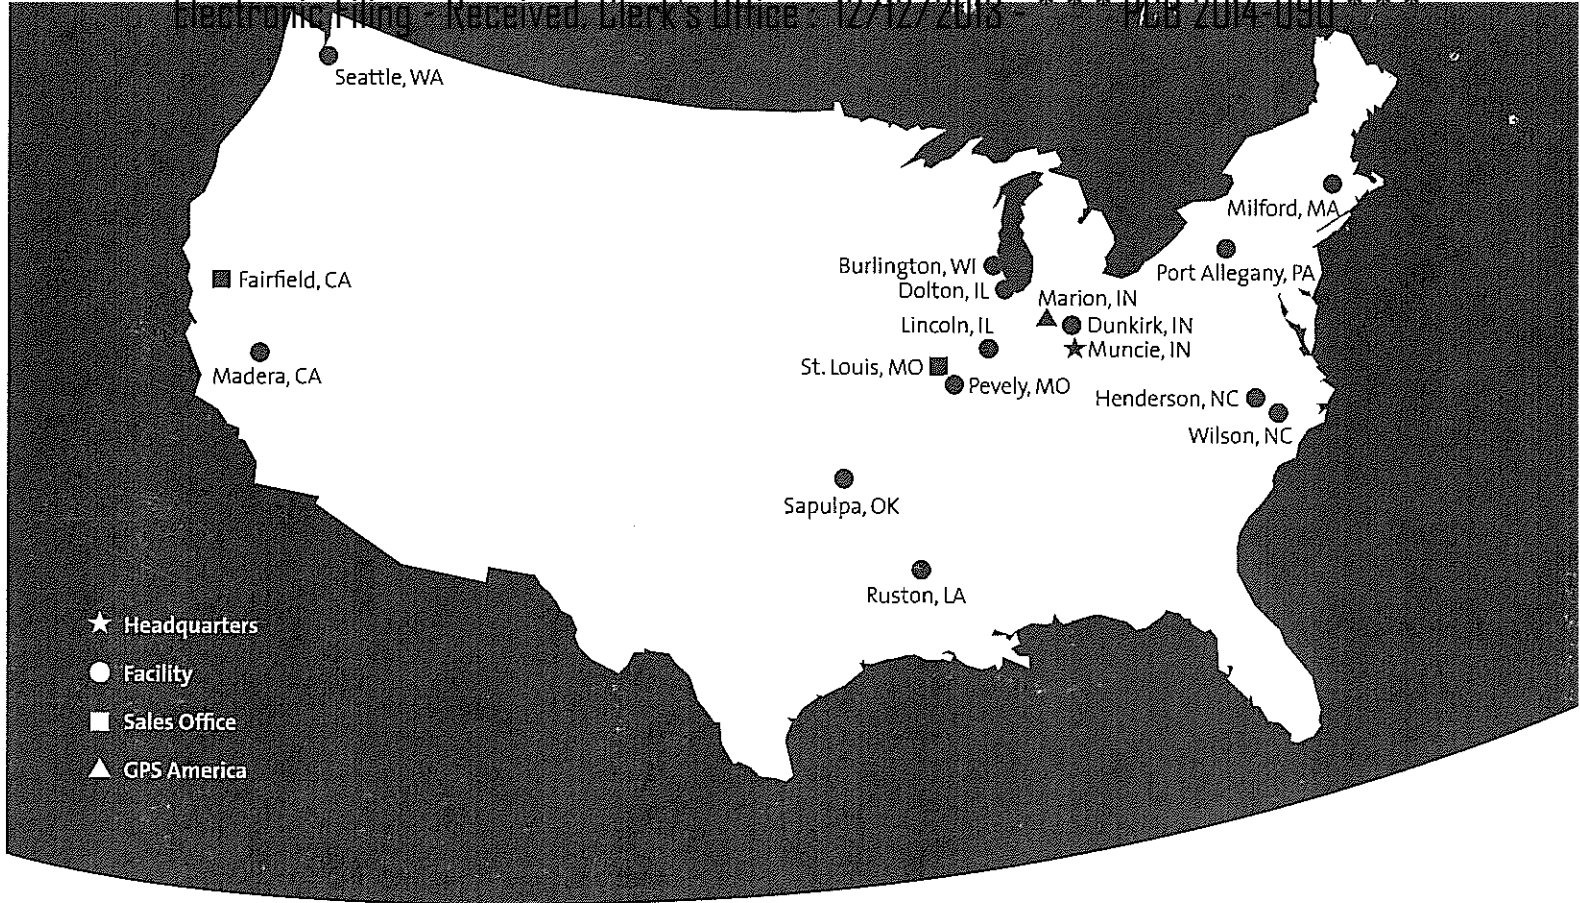 Electronic Filing - Received, Clerk's Office : 12/12/2013 - * * * PCB 2014-090 * * *
Seattle, WA
Milford, MA
Port Allegany, PA
Burlington, WI
Dolton, IL
Fairfield, CA
Marion, IN
Lincoln, IL
Dunkirk, IN
Muncie, IN
St. Louis, MO
Madera, CA
Pevely, MO
Henderson, NC
Wilson, NC
Sapulpa, OK
Ruston, LA
Headquarters
Facility
Sales Office
GPS America